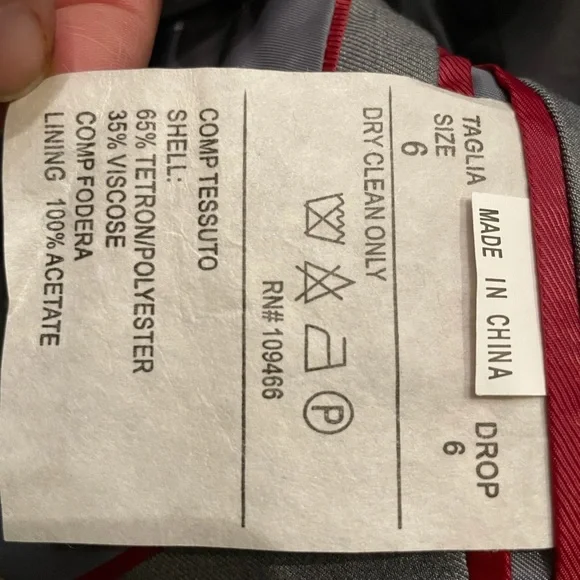 TAGLIA
SIZE
6
DROP
6
MADE IN CHINA
DRY CLEAN ONLY
P
RN# 109466
COMP TESSUTO
SHELL:
65% TETRON/POLYESTER
35% VISCOSE
COMP FODERA
LINING 100% ACETATE